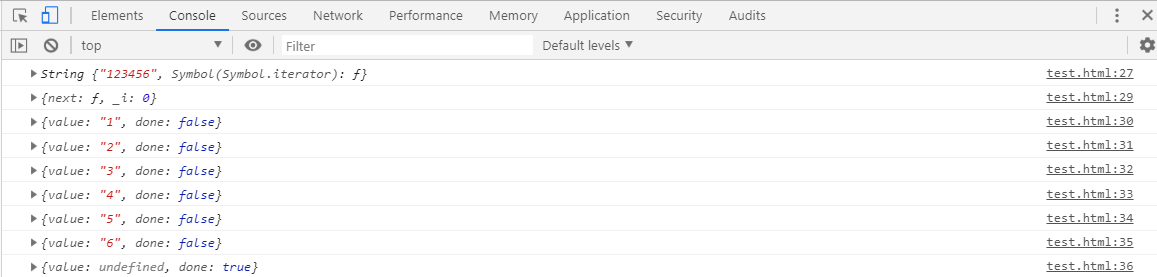 Elements Console Sources Network Performance Memory Application Security Audits
top Filter Default levels
String {"123456", Symbol(Symbol.iterator): ƒ} test.html:27
{next: ƒ, _i: 0} test.html:29
{value: "1", done: false} test.html:30
{value: "2", done: false} test.html:31
{value: "3", done: false} test.html:32
{value: "4", done: false} test.html:33
{value: "5", done: false} test.html:34
{value: "6", done: false} test.html:35
{value: undefined, done: true} test.html:36